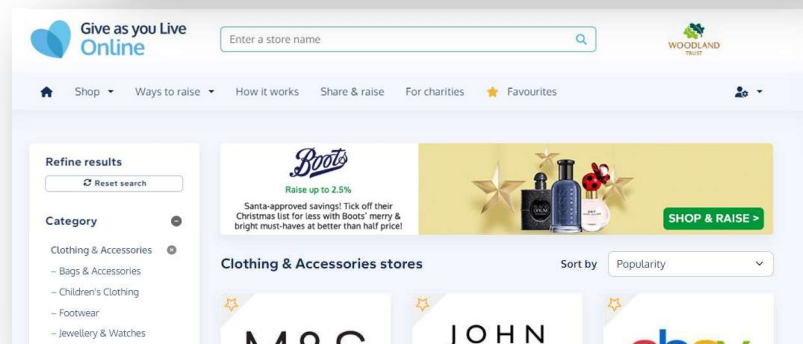 Give as you Live
Online
Enter a store name
WOODLAND
TRUST
Shop
Ways to raise
How it works
Share & raise
For charities
Favourites
Refine results
Reset search
Category
Clothing & Accessories
– Bags & Accessories
– Children's Clothing
– Footwear
– Jewellery & Watches
Boots
Raise up to 2.5%
Santa-approved savings! Tick off their
Christmas list for less with Boots' merry &
bright must-haves at better than half price!
SHOP & RAISE >
Clothing & Accessories stores
Sort by
Popularity
M&S
JOHN
ebay